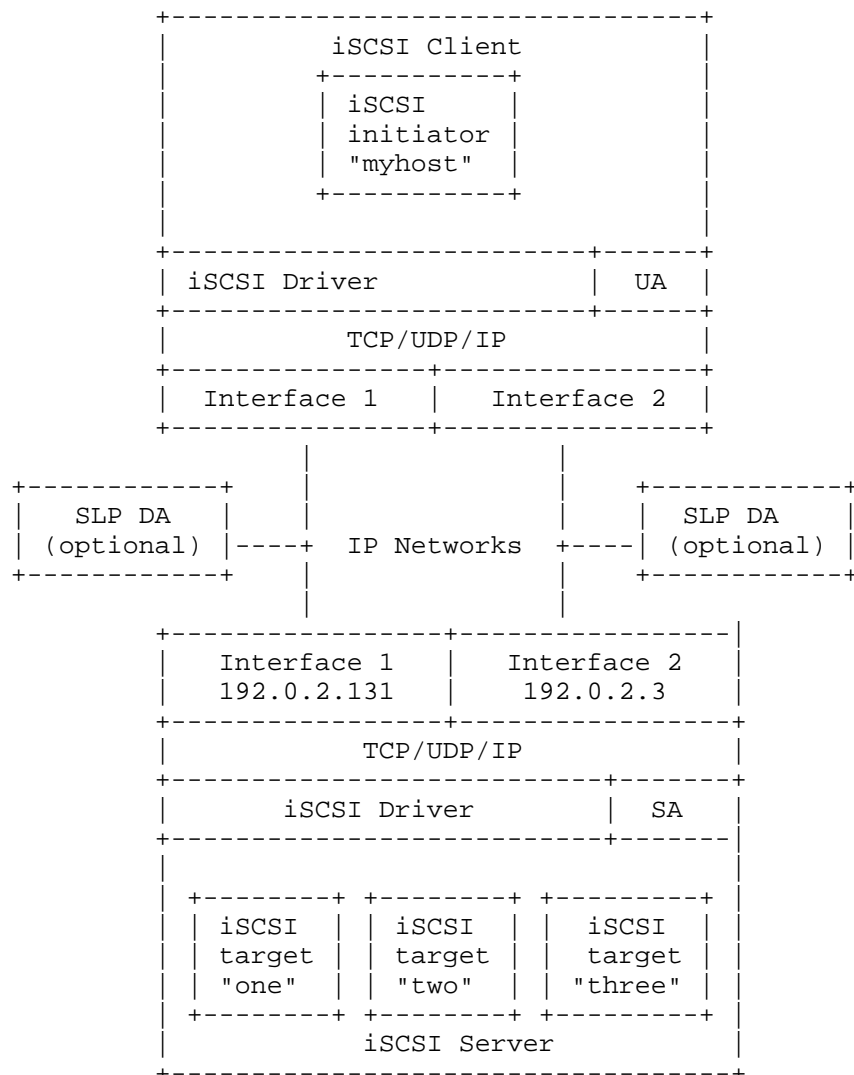 iSCSI Client
iSCSI
initiator
"myhost"
iSCSI Driver UA
TCP/UDP/IP
Interface 1 Interface 2
SLP DA SLP DA
(optional) IP Networks (optional)
Interface 1 Interface 2
192.0.2.131 192.0.2.3
TCP/UDP/IP
iSCSI Driver SA
iSCSI iSCSI iSCSI
target target target
"one" "two" "three"
iSCSI Server